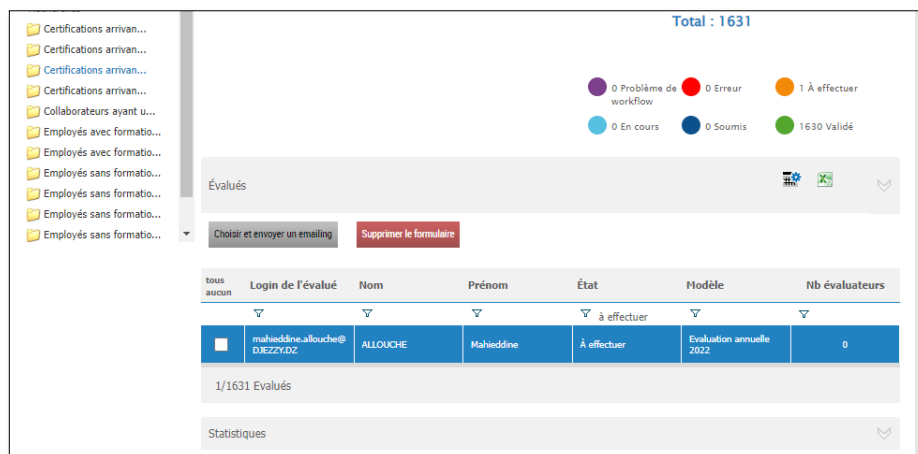 Certifications arrivan...
Certifications arrivan...
Certifications arrivan...
Certifications arrivan...
Collaborateurs ayant u...
Employés avec formatio...
Employés avec formatio...
Employés sans formatio...
Employés sans formatio...
Employés sans formatio...
Employés sans formatio...
Total : 1631
0 Problème de workflow
0 Erreur
1 À effectuer
0 En cours
0 Soumis
1630 Validé
Évalués
Choisir et envoyer un emailing
Supprimer le formulaire
tous
aucun
Login de l'évalué Nom Prénom État Modèle Nb évaluateurs
à effectuer
mahieddine.allouche@DJEZZY.DZ ALLOUCHE Mahieddine À effectuer Evaluation annuelle 2022 0
1/1631 Evalués
Statistiques